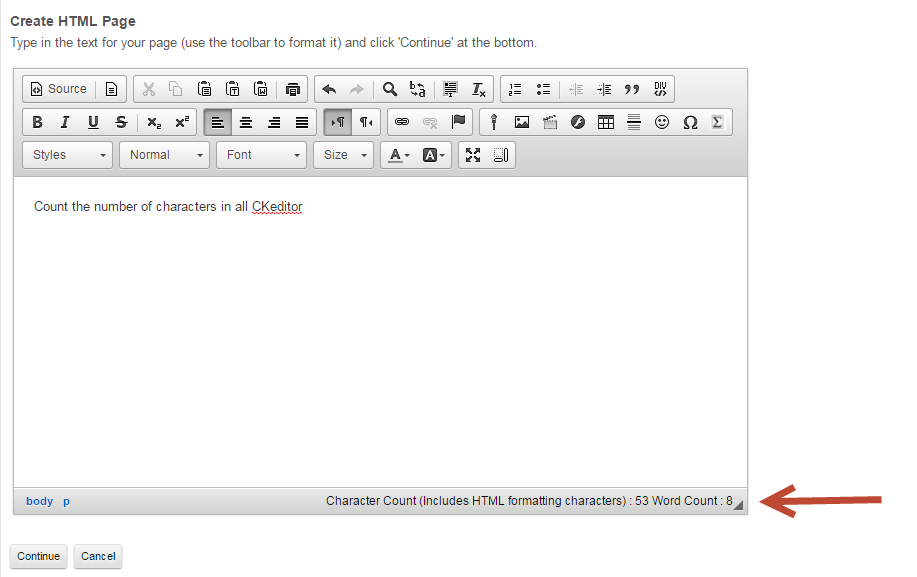 Create HTML Page
Type in the text for your page (use the toolbar to format it) and click 'Continue' at the bottom.
Source
B I U S x₂ x² Ω Σ
Styles Normal Font Size A A
Count the number of characters in all CKeditor
body p Character Count (Includes HTML formatting characters) : 53 Word Count : 8
Continue Cancel